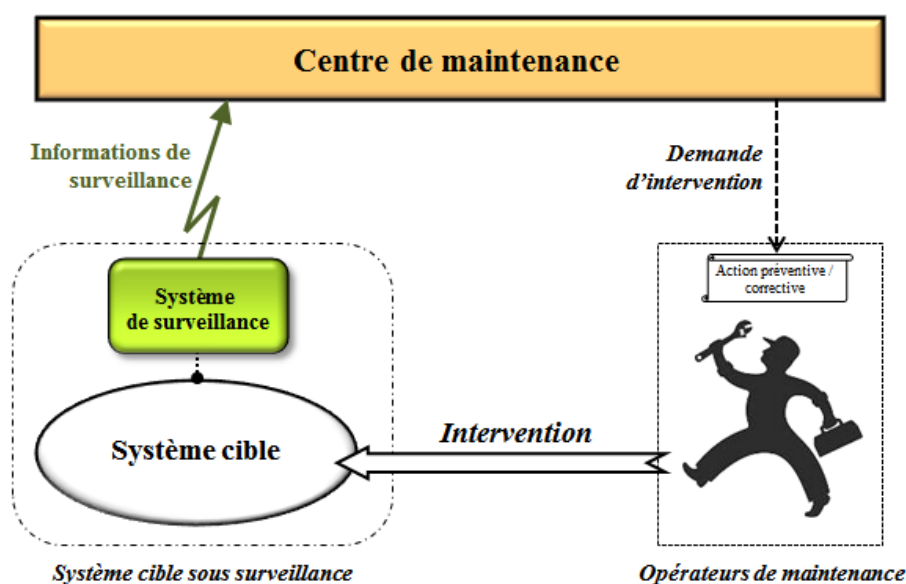 Centre de maintenance
Informations de
surveillance
Demande
d'intervention
Action préventive /
corrective
Système
de surveillance
Système cible
Intervention
Système cible sous surveillance
Opérateurs de maintenance